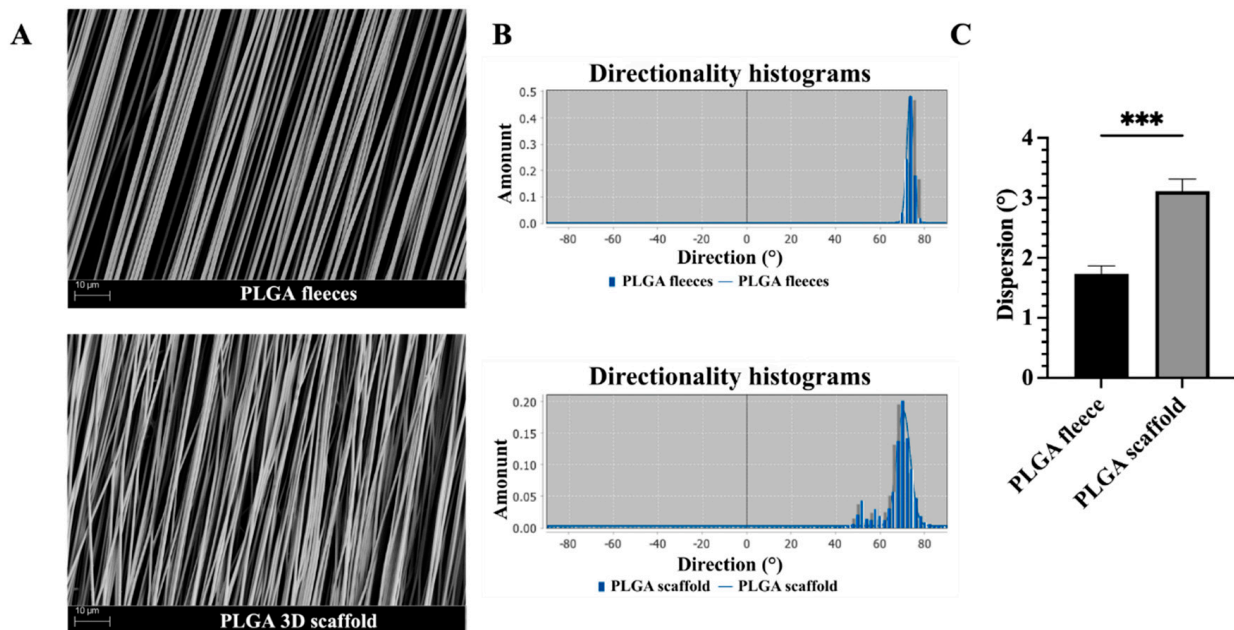 A
10 µm
PLGA fleeces
10 µm
PLGA 3D scaffold
B
Directionality histograms
Amonunt
0.5
0.4
0.3
0.2
0.1
0.0
-80 -60 -40 -20 0 20 40 60 80
Direction (°)
PLGA fleeces PLGA fleeces
Directionality histograms
Amonunt
0.20
0.15
0.10
0.05
0.00
-80 -60 -40 -20 0 20 40 60 80
Direction (°)
PLGA scaffold PLGA scaffold
C
***
Dispersion (°)
4
3
2
1
0
PLGA fleece
PLGA scaffold